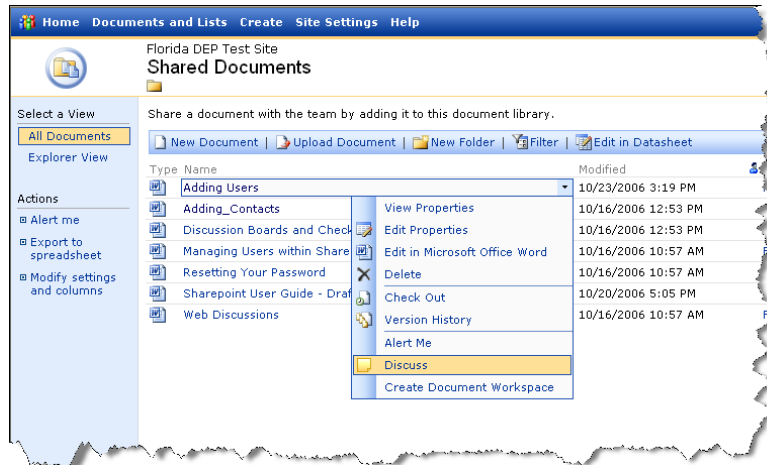 Home Documents and Lists Create Site Settings Help
Florida DEP Test Site
Shared Documents
Select a View
All Documents
Explorer View
Actions
Alert me
Export to
spreadsheet
Modify settings
and columns
Share a document with the team by adding it to this document library.
New Document | Upload Document | New Folder | Filter | Edit in Datasheet
Type Name Modified
Adding Users 10/23/2006 3:19 PM
Adding_Contacts 10/16/2006 12:53 PM
Discussion Boards and Check 10/16/2006 12:53 PM
Managing Users within Share 10/16/2006 10:57 AM
Resetting Your Password 10/16/2006 10:57 AM
Sharepoint User Guide - Draf 10/20/2006 5:05 PM
Web Discussions 10/16/2006 10:57 AM
View Properties
Edit Properties
Edit in Microsoft Office Word
Delete
Check Out
Version History
Alert Me
Discuss
Create Document Workspace